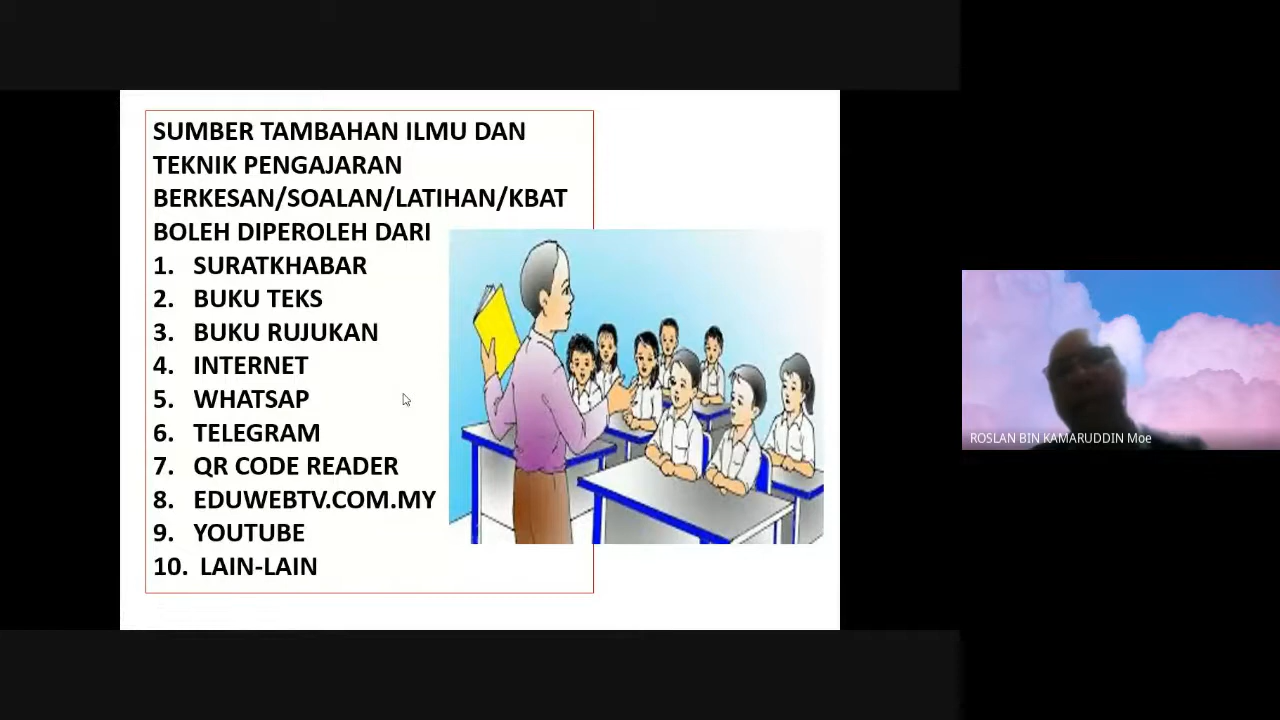 SUMBER TAMBAHAN ILMU DAN
TEKNIK PENGAJARAN
BERKESAN/SOALAN/LATIHAN/KBAT
BOLEH DIPEROLEH DARI
1. SURATKHABAR
2. BUKU TEKS
3. BUKU RUJUKAN
4. INTERNET
5. WHATSAP
6. TELEGRAM
7. QR CODE READER
8. EDUWEBTV.COM.MY
9. YOUTUBE
10. LAIN-LAIN
ROSLAN BIN KAMARUDDIN Moe